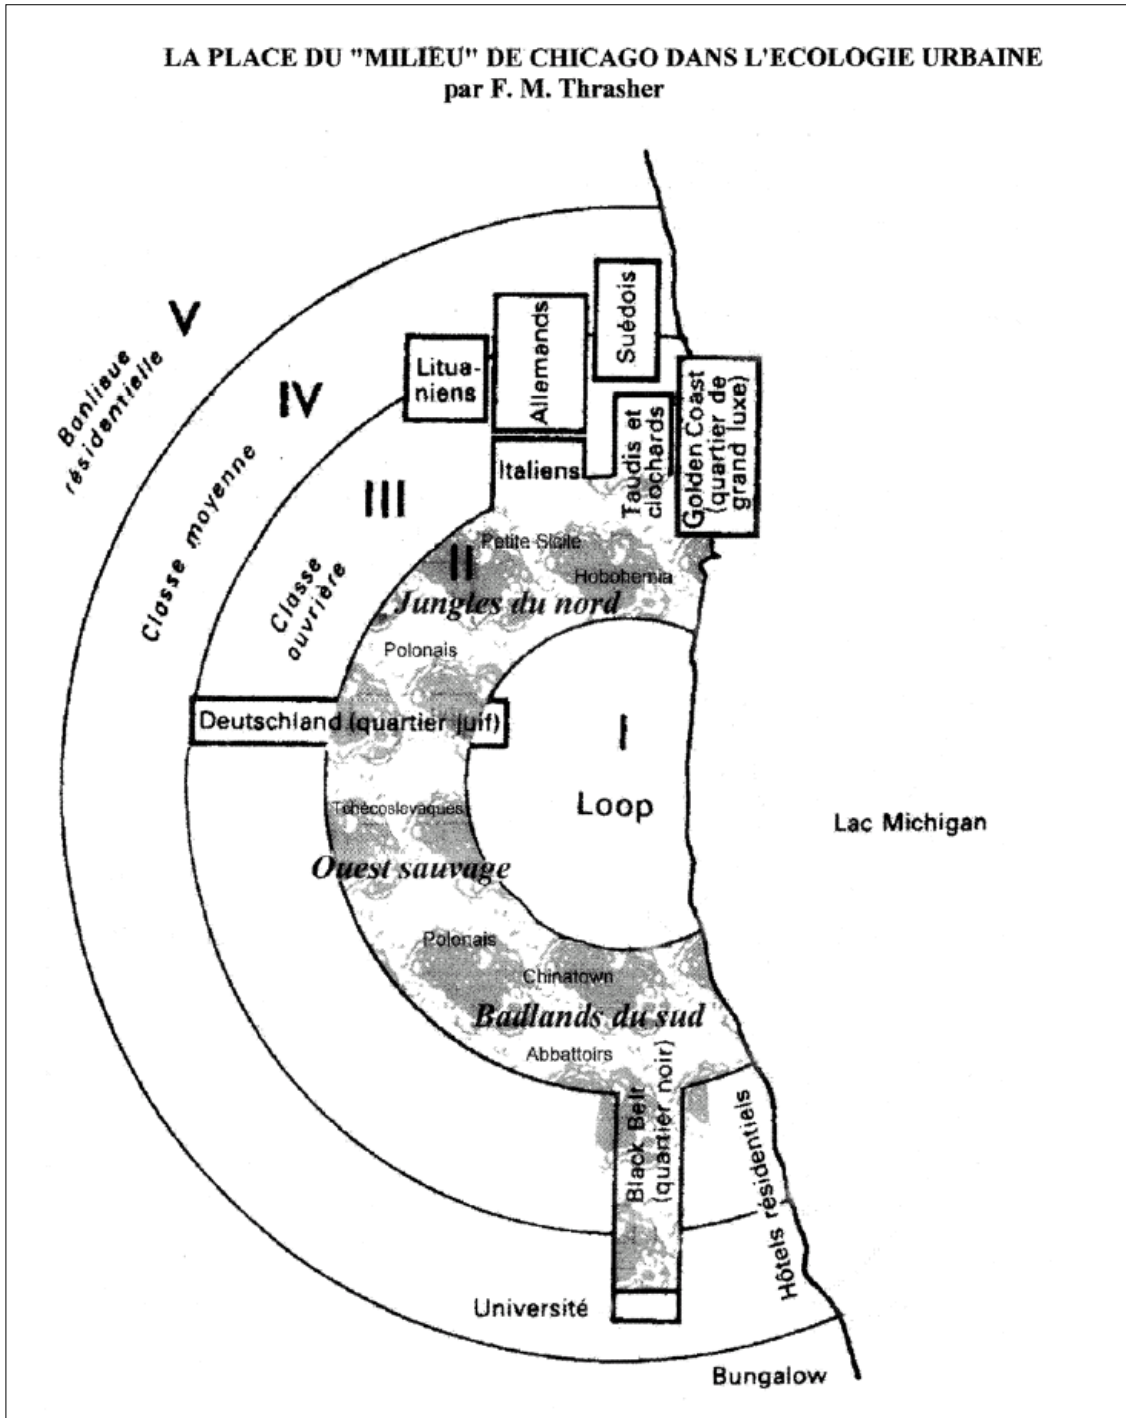 LA PLACE DU "MILIEU" DE CHICAGO DANS L'ECOLOGIE URBAINE
par F. M. Thrasher
V
Banlieue
résidentielle
IV
Classe moyenne
III
Classe
ouvrière
Litua-
niens
Allemands
Suédois
Italiens
Taudis et
clochards
Golden Coast
(quartier de
grand luxe)
II
Petite Sicile
Hobohemia
Jungles du nord
Polonais
Deutschland (quartier juif)
I
Loop
Lac Michigan
Tchécoslovaques
Ouest sauvage
Polonais
Chinatown
Badlands du sud
Abbattoirs
Black Belt
(quartier noir)
Hôtels résidentiels
Université
Bungalow